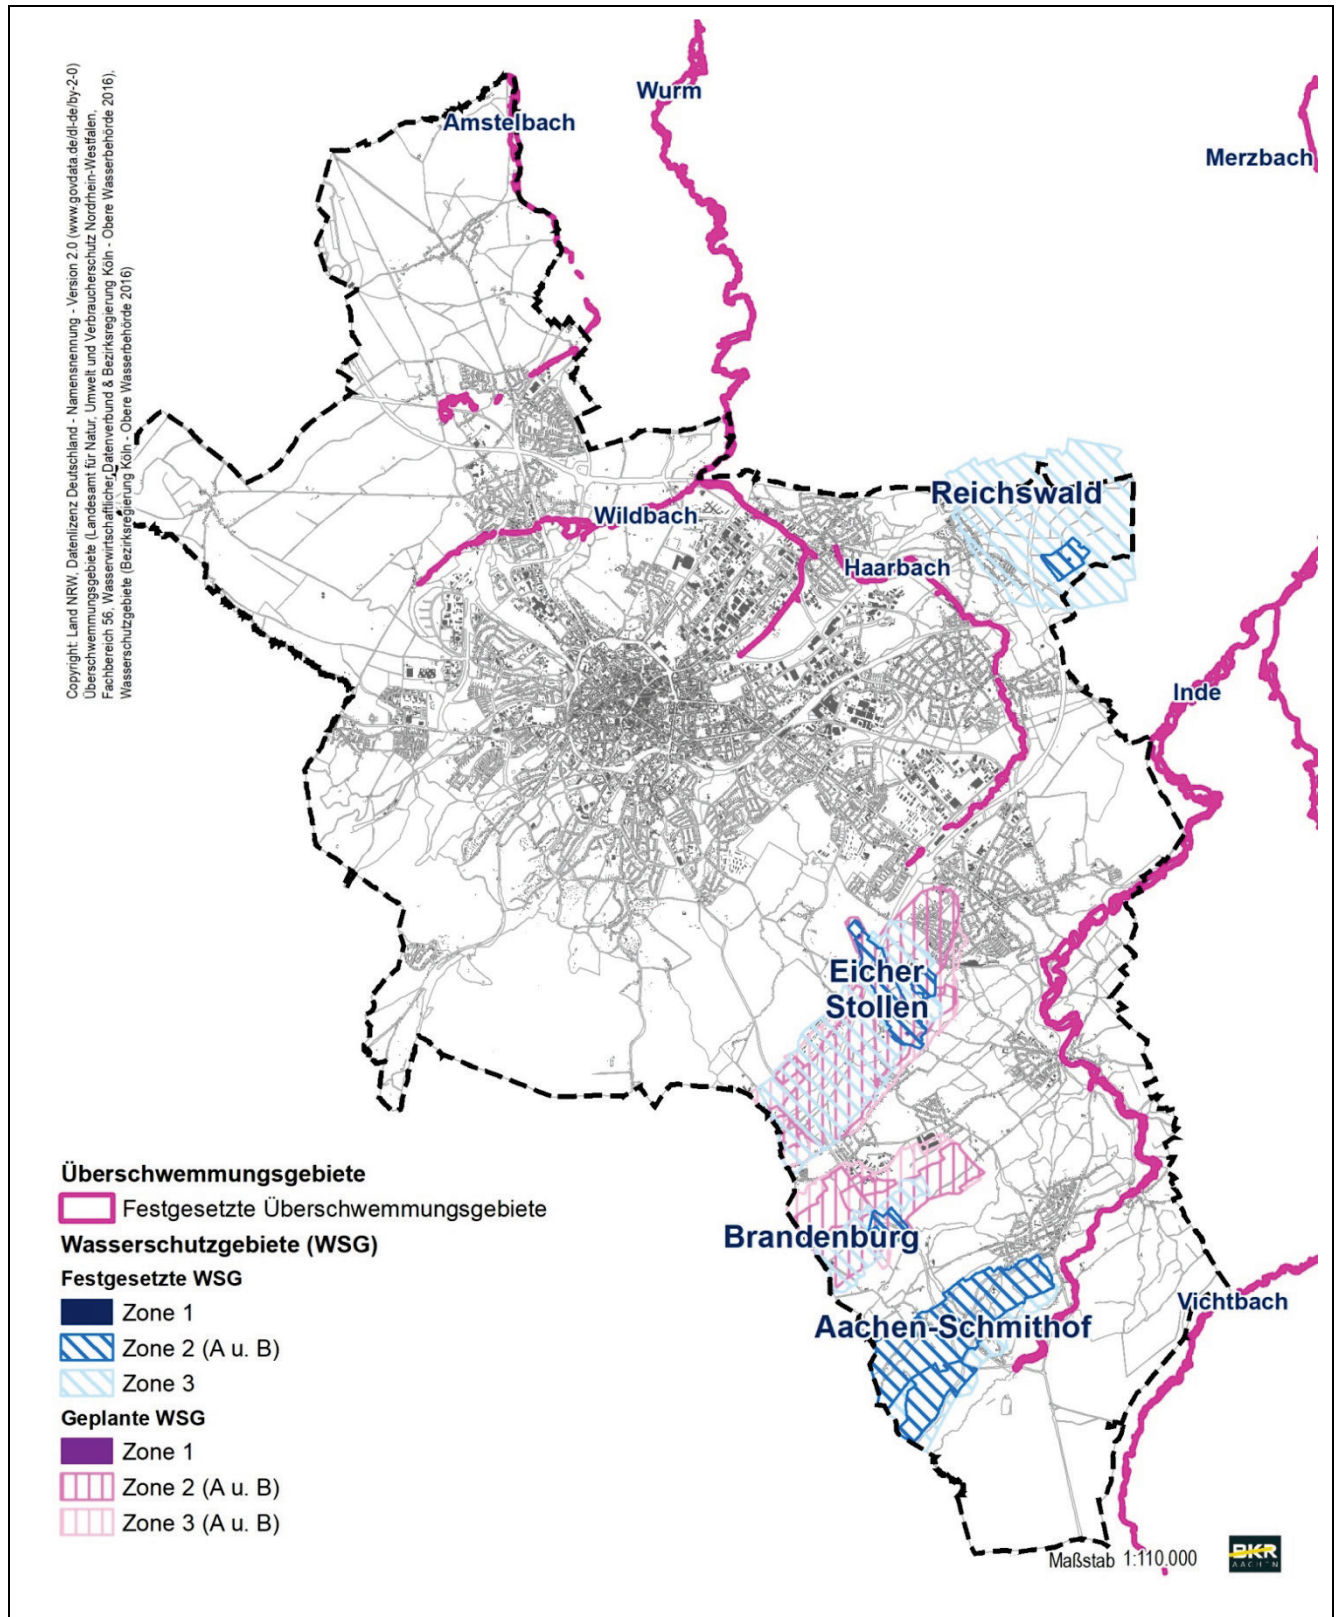 Copyright: Land NRW, Datenlizenz Deutschland - Namensnennung - Version 2.0 (www.govdata.de/dl-de/by-2-0)
Überschwemmungsgebiete (Landesamt für Natur, Umwelt und Verbraucherschutz Nordrhein-Westfalen,
Fachbereich 56, Wasserwirtschaftlicher Datenverbund & Bezirksregierung Köln - Obere Wasserbehörde 2016),
Wasserschutzgebiete (Bezirksregierung Köln - Obere Wasserbehörde 2016)
Wurm
Amstelbach
Merzbach
Reichswald
Wildbach
Haarbach
Inde
Eicher
Stollen
Brandenburg
Vichtbach
Aachen-Schmithof
Überschwemmungsgebiete
Festgesetzte Überschwemmungsgebiete
Wasserschutzgebiete (WSG)
Festgesetzte WSG
Zone 1
Zone 2 (A u. B)
Zone 3
Geplante WSG
Zone 1
Zone 2 (A u. B)
Zone 3 (A u. B)
Maßstab 1:110.000
BKR
AACHEN